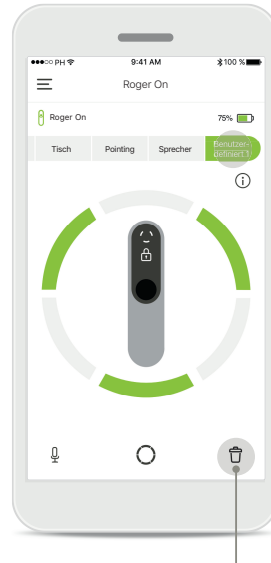 PH 9:41 AM 100 %
Roger On
Roger On 75%
Tisch Pointing Sprecher Benutzer-
definiert 1